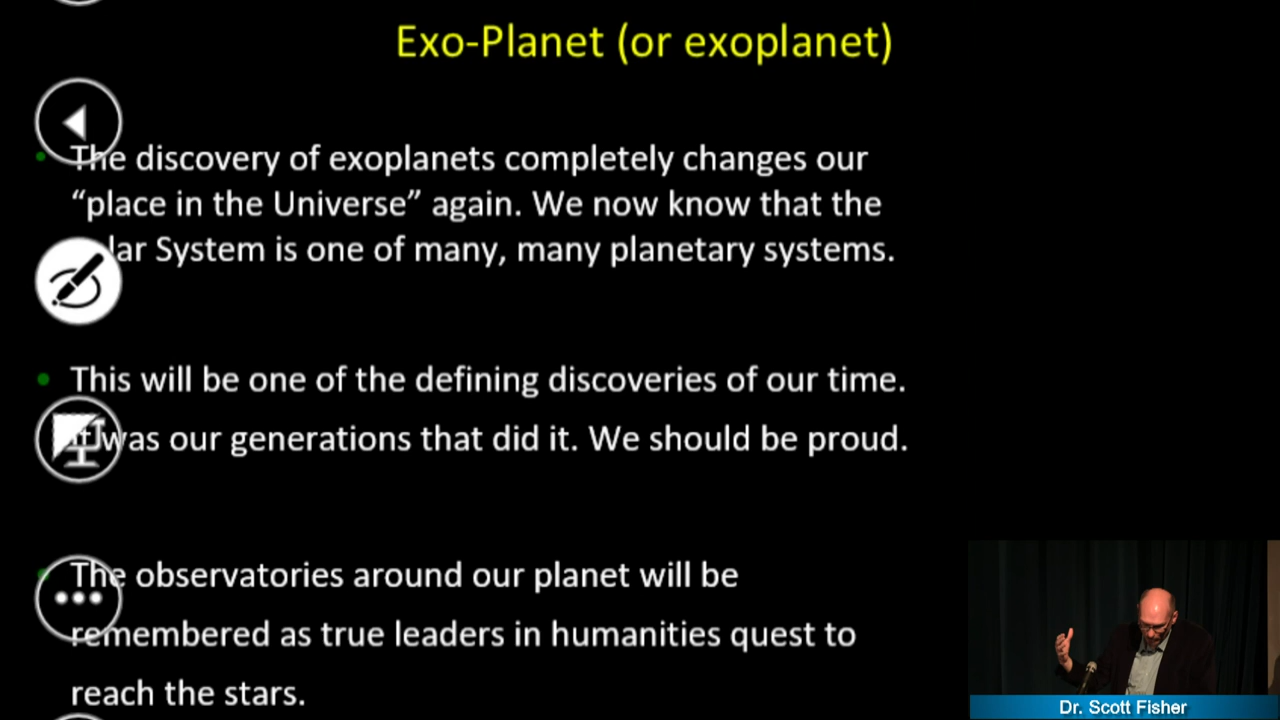 Exo-Planet (or exoplanet)
• The discovery of exoplanets completely changes our
“place in the Universe” again. We now know that the
lar System is one of many, many planetary systems.
• This will be one of the defining discoveries of our time.
It was our generations that did it. We should be proud.
• The observatories around our planet will be
remembered as true leaders in humanities quest to
reach the stars.
Dr. Scott Fisher